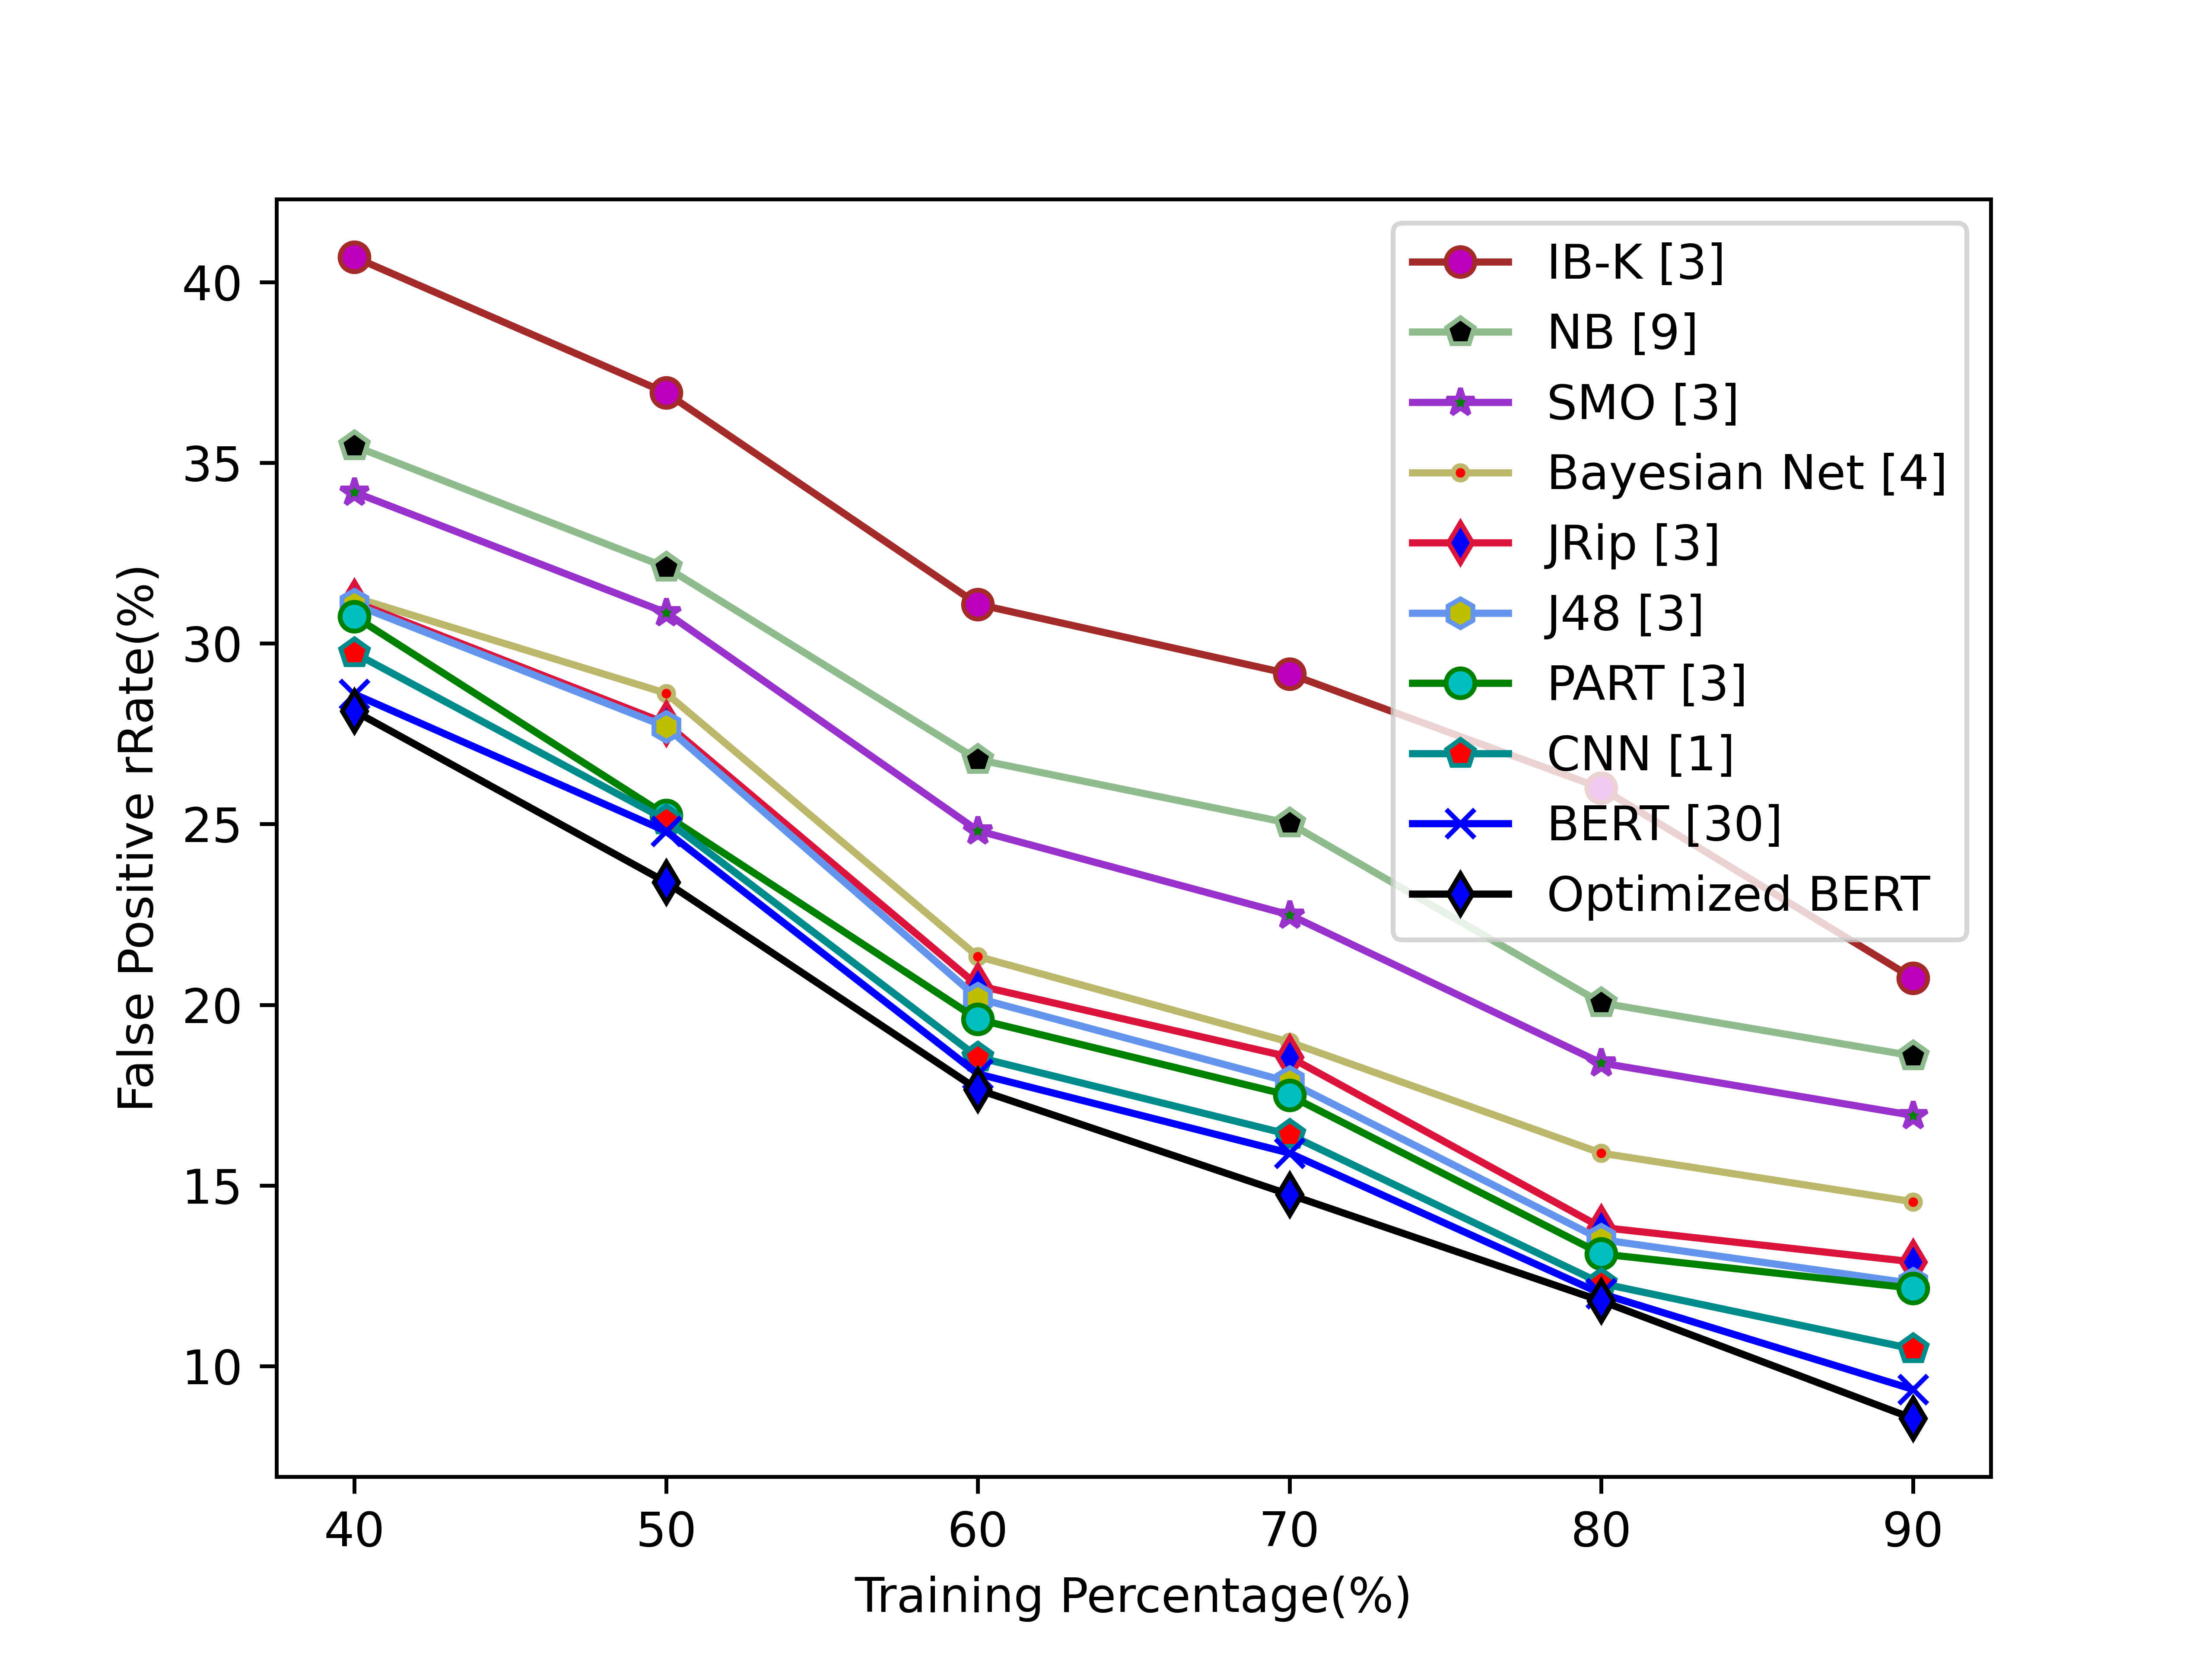 40
35
30
25
20
15
10
False Positive rRate(%)
IB-K [3]
NB [9]
SMO [3]
Bayesian Net [4]
JRip [3]
J48 [3]
PART [3]
CNN [1]
BERT [30]
Optimized BERT
40 50 60 70 80 90
Training Percentage(%)